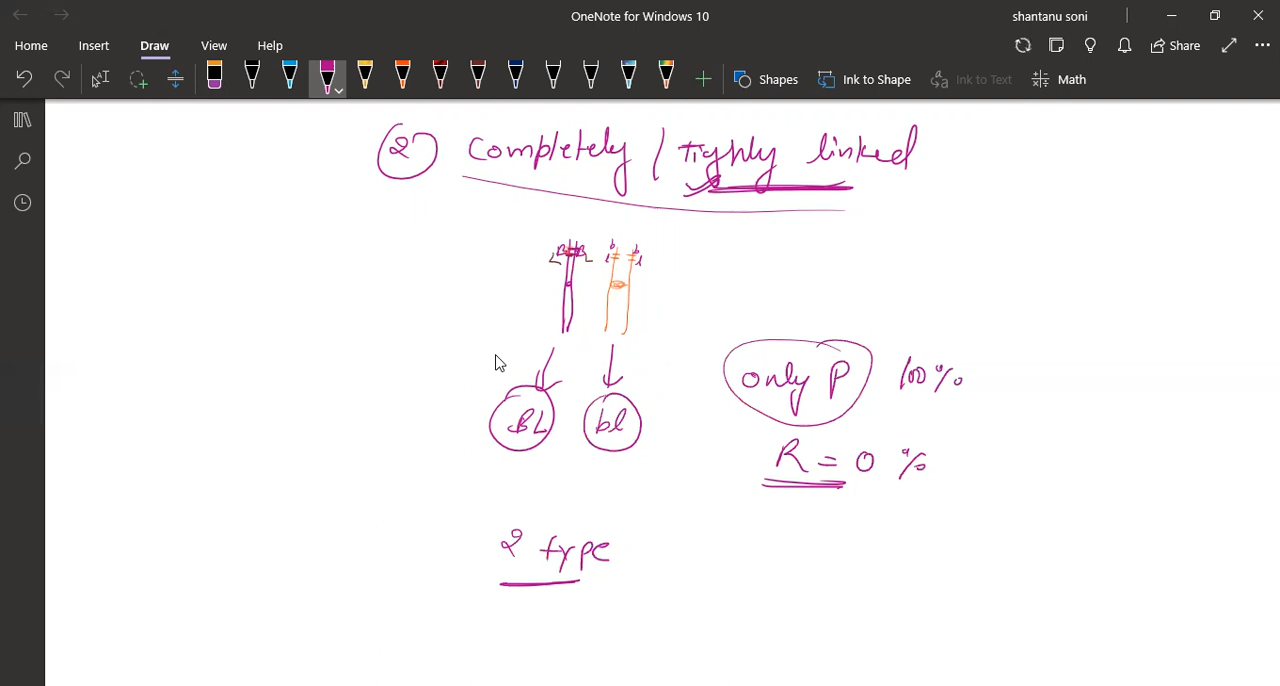 OneNote for Windows 10
shantanu soni
Home Insert Draw View Help
Share
Shapes Ink to Shape Ink to Text Math
2 Completely / Tighly linked
B B b b
L L l l
BL bl
only P 100 %
R = 0 %
2 type